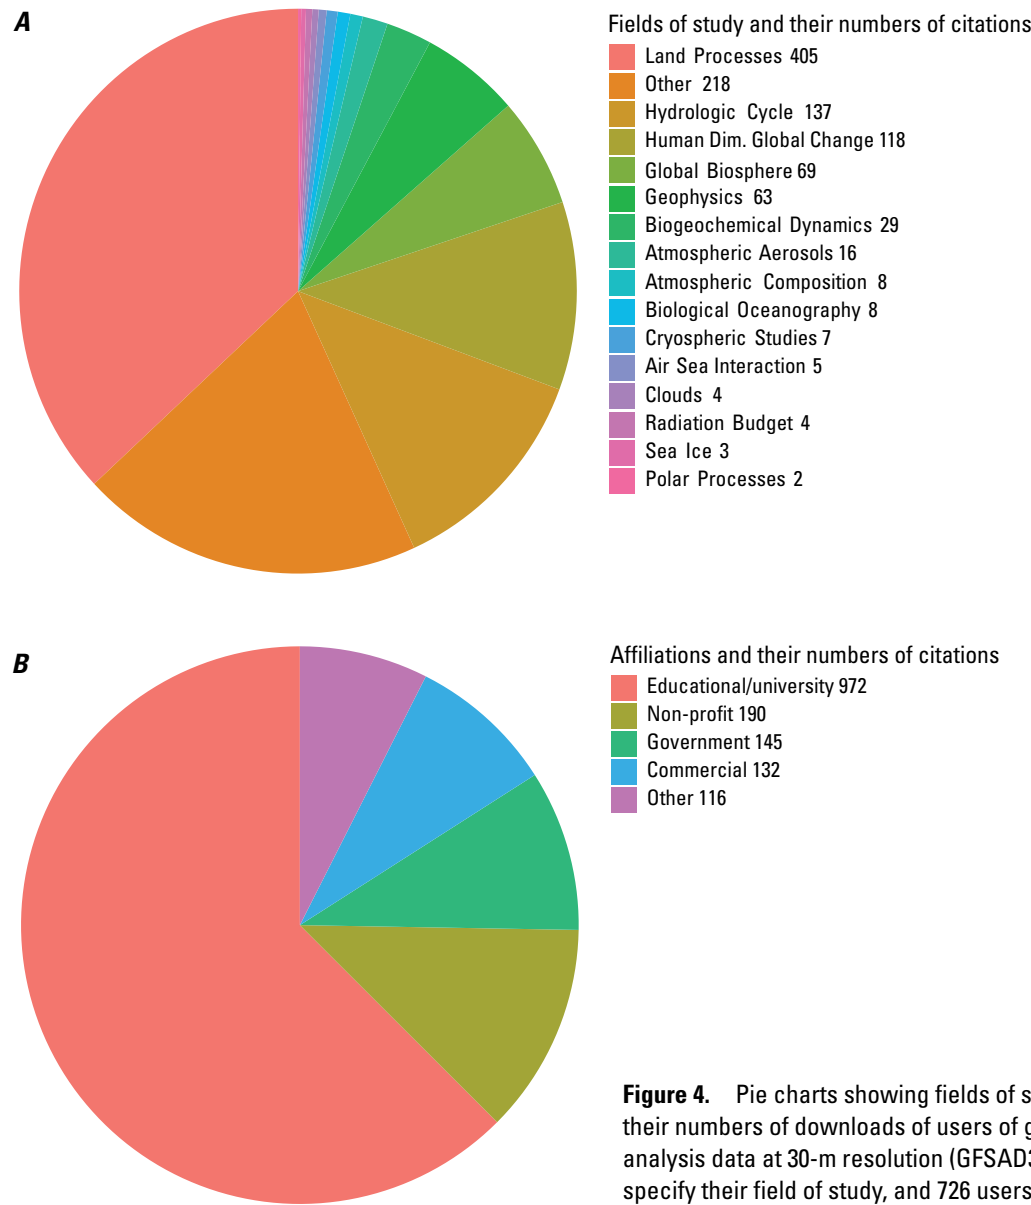 A
Fields of study and their numbers of citations
Land Processes 405
Other 218
Hydrologic Cycle 137
Human Dim. Global Change 118
Global Biosphere 69
Geophysics 63
Biogeochemical Dynamics 29
Atmospheric Aerosols 16
Atmospheric Composition 8
Biological Oceanography 8
Cryospheric Studies 7
Air Sea Interaction 5
Clouds 4
Radiation Budget 4
Sea Ice 3
Polar Processes 2
B
Affiliations and their numbers of citations
Educational/university 972
Non-profit 190
Government 145
Commercial 132
Other 116
Figure 4. Pie charts showing fields of
their numbers of downloads of users of
analysis data at 30-m resolution
specify their field of study, and 726 users